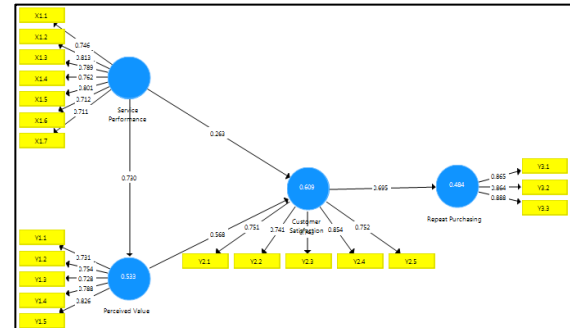 X1.1
X1.2
X1.3
X1.4
X1.5
X1.6
X1.7
0.746
0.813
0.789
0.762
0.801
0.712
0.711
Service
Performance
0.263
0.730
0.609
Customer
Satisfaction
0.695
0.484
Repeat Purchasing
0.865
0.864
0.888
Y3.1
Y3.2
Y3.3
0.568
0.751
0.741
0.854
0.752
Y2.1
Y2.2
Y2.3
Y2.4
Y2.5
Y1.1
Y1.2
Y1.3
Y1.4
Y1.5
0.731
0.754
0.728
0.788
0.826
0.533
Perceived Value